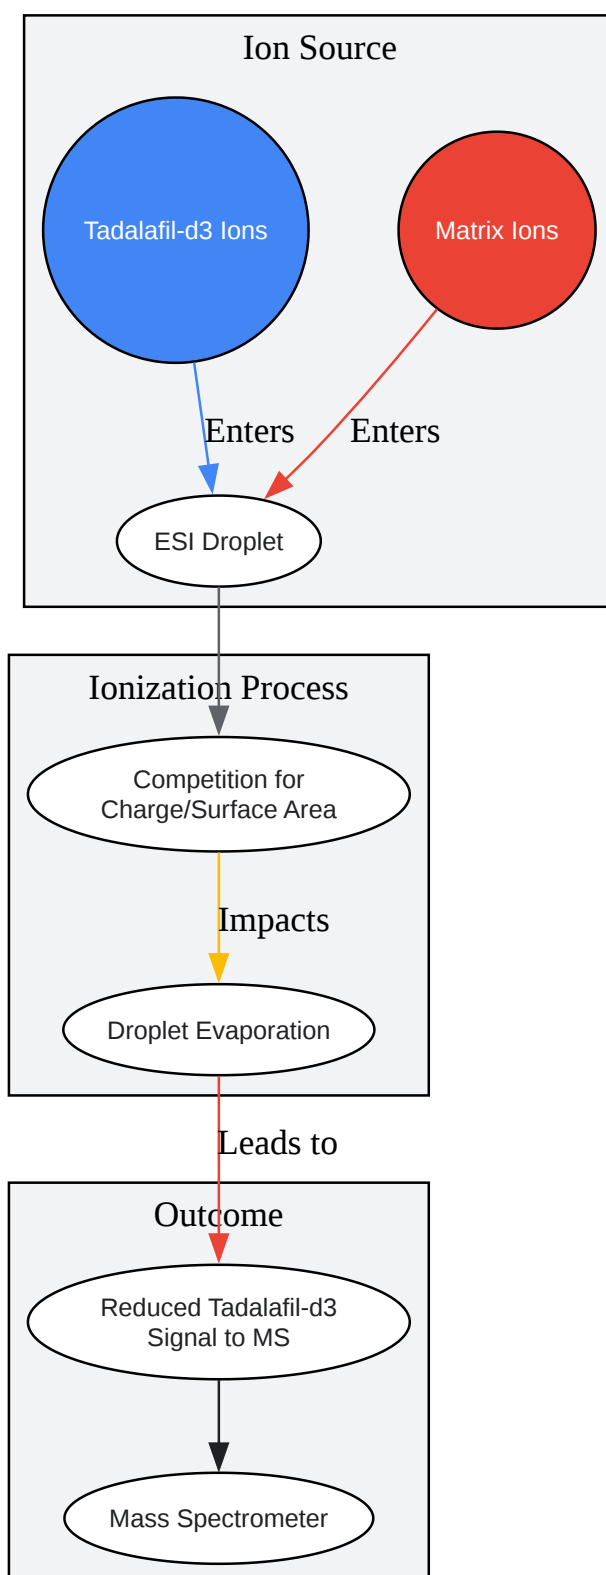 Ion Source
Tadalafil-d3 Ions
Matrix Ions
Enters
Enters
ESI Droplet
Ionization Process
Competition for
Charge/Surface Area
Impacts
Droplet Evaporation
Leads to
Outcome
Reduced Tadalafil-d3
Signal to MS
Mass Spectrometer